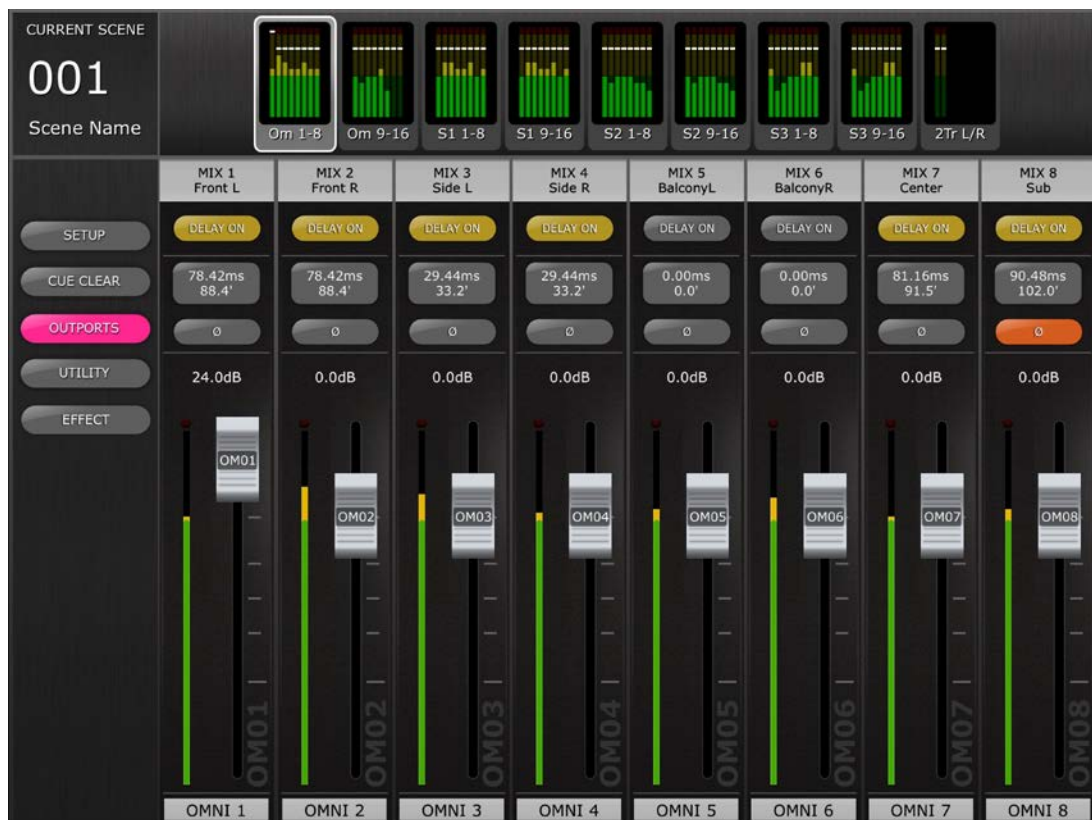 CURRENT SCENE
001
Scene Name
Om 1-8 Om 9-16 S1 1-8 S1 9-16 S2 1-8 S2 9-16 S3 1-8 S3 9-16 2Tr L/R
MIX 1 MIX 2 MIX 3 MIX 4 MIX 5 MIX 6 MIX 7 MIX 8
Front L Front R Side L Side R BalconyL BalconyR Center Sub
SETUP
CUE CLEAR
OUTPORTS
UTILITY
EFFECT
DELAY ON DELAY ON DELAY ON DELAY ON DELAY ON DELAY ON DELAY ON DELAY ON
78.42ms 78.42ms 29.44ms 29.44ms 0.00ms 0.00ms 81.16ms 90.48ms
88.4' 88.4' 33.2' 33.2' 0.0' 0.0' 91.5' 102.0'
Ø Ø Ø Ø Ø Ø Ø Ø
24.0dB 0.0dB 0.0dB 0.0dB 0.0dB 0.0dB 0.0dB 0.0dB
OM01 OM02 OM03 OM04 OM05 OM06 OM07 OM08
OM01 OM02 OM03 OM04 OM05 OM06 OM07 OM08
OMNI 1 OMNI 2 OMNI 3 OMNI 4 OMNI 5 OMNI 6 OMNI 7 OMNI 8